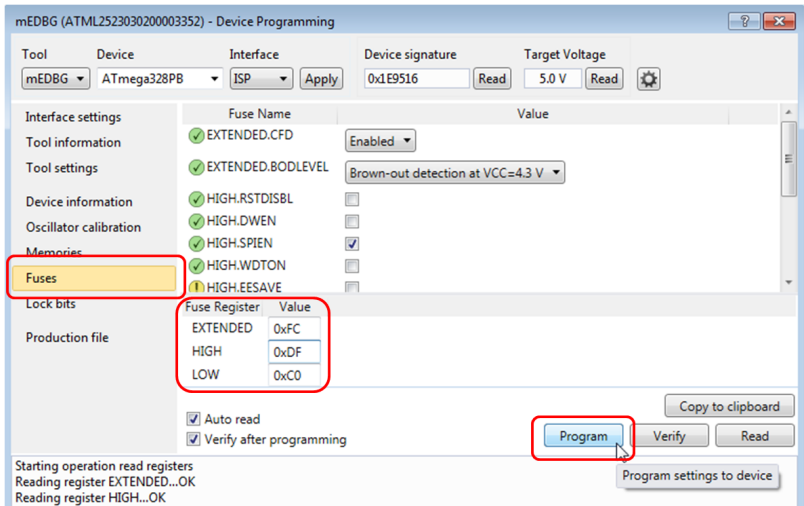 mEDBG (ATML2523030200003352) - Device Programming
Tool Device Interface Device signature Target Voltage
mEDBG ATmega328PB ISP Apply 0x1E9516 Read 5.0 V Read
Interface settings
Tool information
Tool settings
Device information
Oscillator calibration
Memories
Fuses
Lock bits
Production file
Fuse Name Value
EXTENDED.CFD Enabled
EXTENDED.BODLEVEL Brown-out detection at VCC=4.3 V
HIGH.RSTDISBL
HIGH.DWEN
HIGH.SPIEN
HIGH.WDTON
HIGH.EESAVE
Fuse Register Value
EXTENDED 0xFC
HIGH 0xDF
LOW 0xC0
Copy to clipboard
Auto read
Verify after programming
Program Verify Read
Program settings to device
Starting operation read registers
Reading register EXTENDED...OK
Reading register HIGH...OK